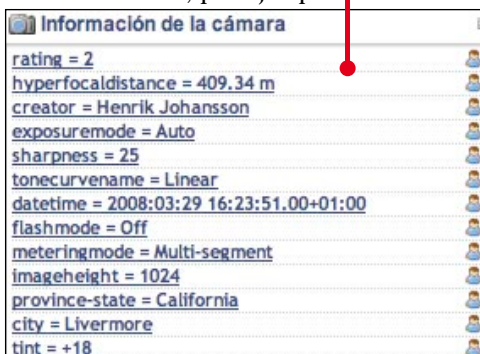 Información de la cámara
rating = 2
hyperfocaldistance = 409.34 m
creator = Henrik Johansson
exposuremode = Auto
sharpness = 25
tonecurvename = Linear
datetime = 2008:03:29 16:23:51.00+01:00
flashmode = Off
meteringmode = Multi-segment
imageheight = 1024
province-state = California
city = Livermore
tint = +18